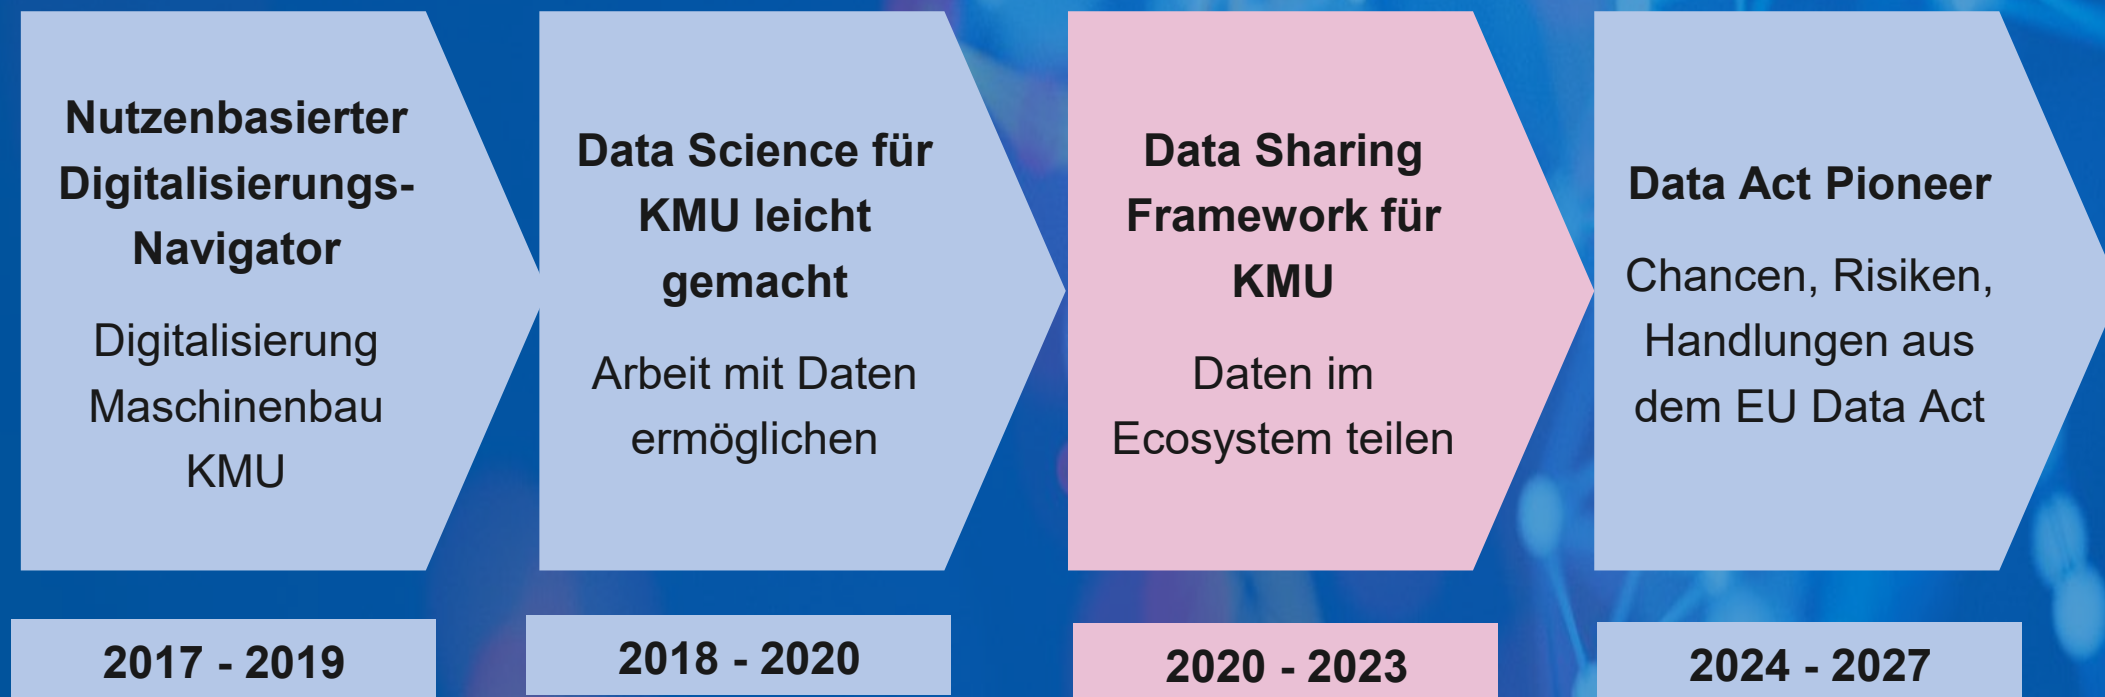 Nutzenbasierter
Digitalisierungs-
Navigator
Digitalisierung
Maschinenbau
KMU
2017 - 2019
Data Science für
KMU leicht
gemacht
Arbeit mit Daten
ermöglichen
2018 - 2020
Data Sharing
Framework für
KMU
Daten im
Ecosystem teilen
2020 - 2023
Data Act Pioneer
Chancen, Risiken,
Handlungen aus
dem EU Data Act
2024 - 2027